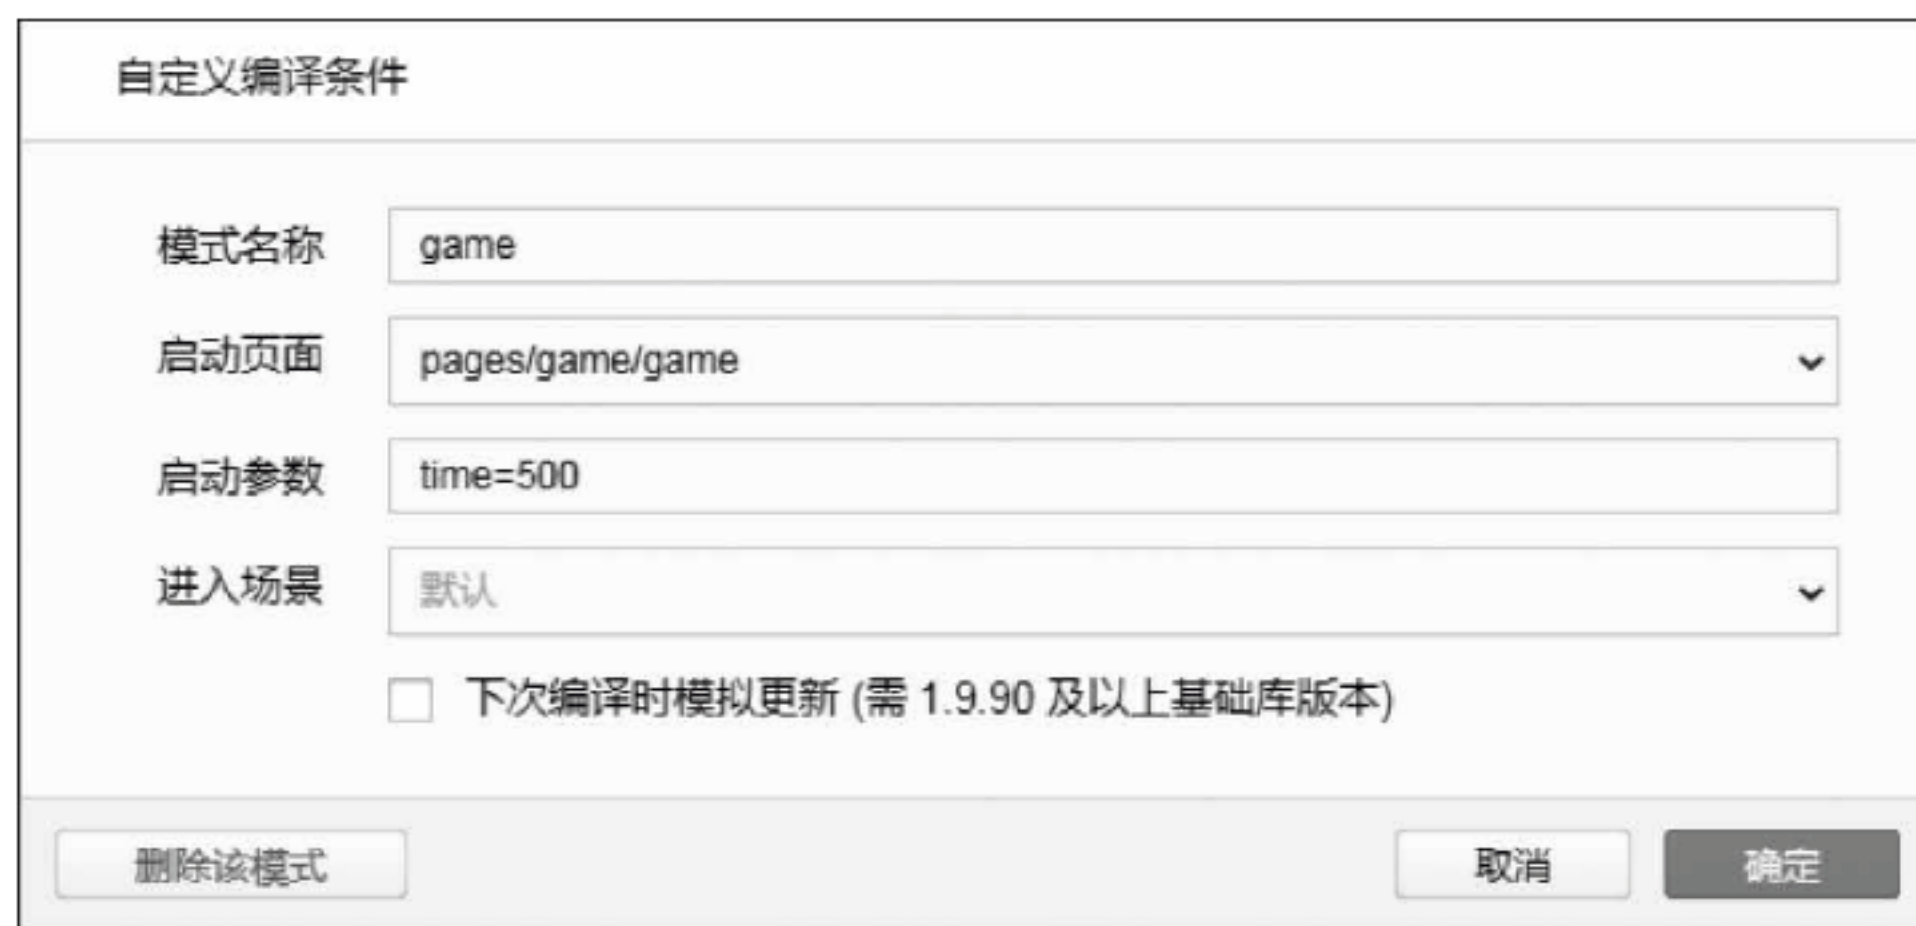 自定义编译条件
模式名称 game
启动页面 pages/game/game
启动参数 time=500
进入场景 默认
下次编译时模拟更新 (需 1.9.90 及以上基础库版本)
删除该模式 取消 确定